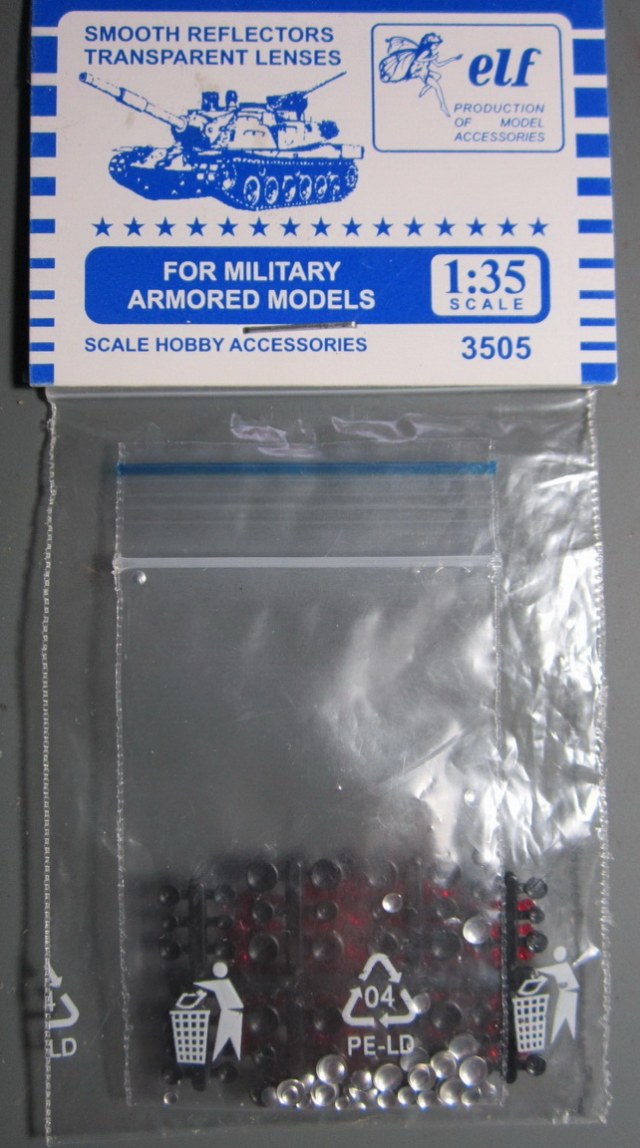 SMOOTH REFLECTORS
TRANSPARENT LENSES
elf
PRODUCTION
OF MODEL
ACCESSORIES
FOR MILITARY
ARMORED MODELS
1:35
SCALE
SCALE HOBBY ACCESSORIES
3505
04
PE-LD
LD